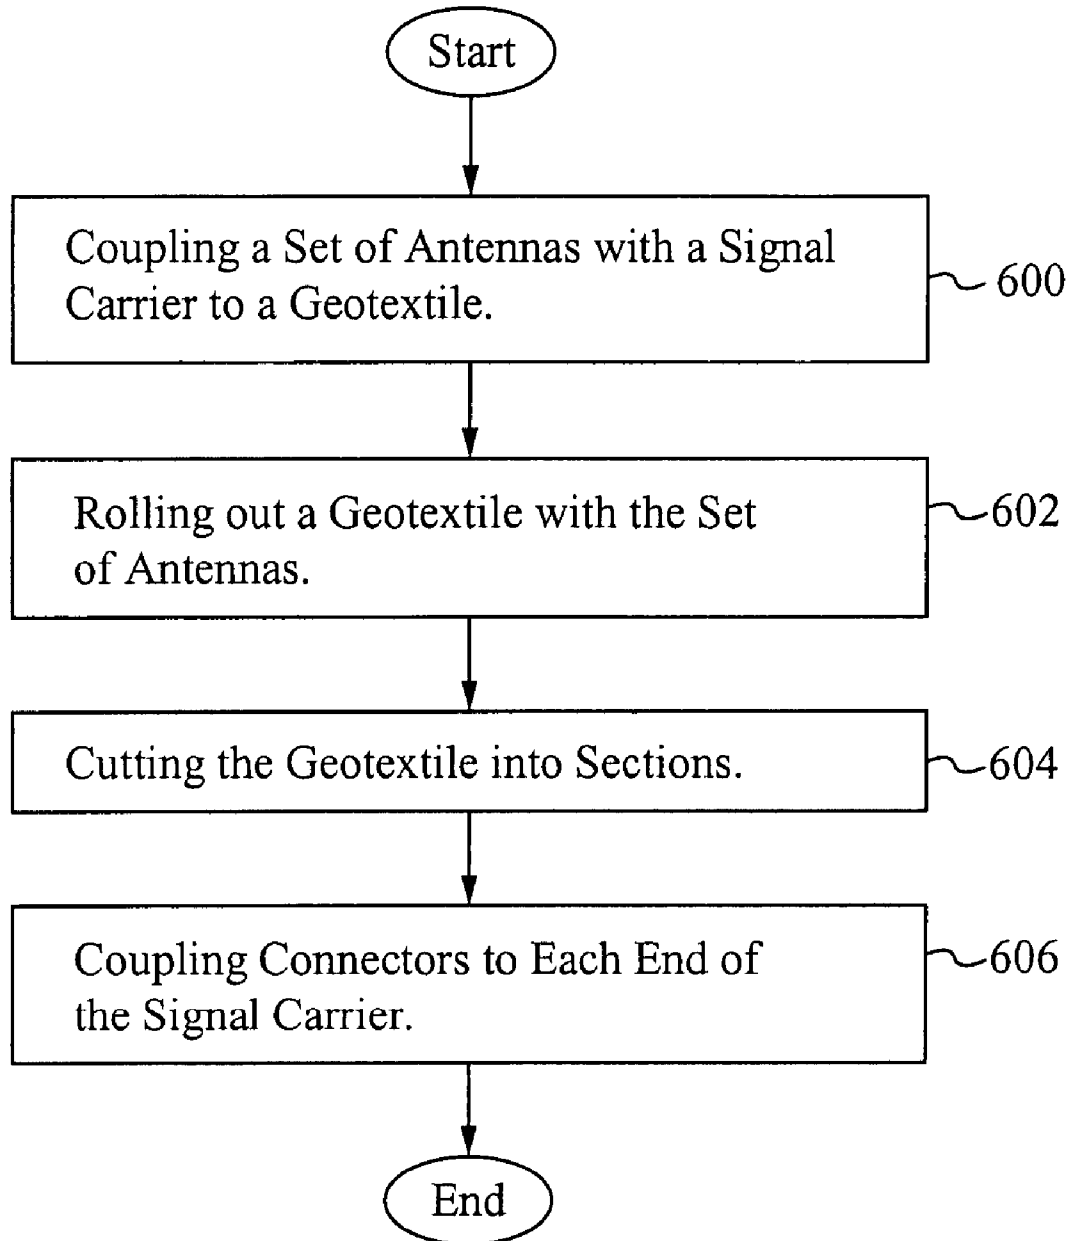 Start
Coupling a Set of Antennas with a Signal
Carrier to a Geotextile.
600
Rolling out a Geotextile with the Set
of Antennas.
602
Cutting the Geotextile into Sections.
604
Coupling Connectors to Each End of
the Signal Carrier.
606
End